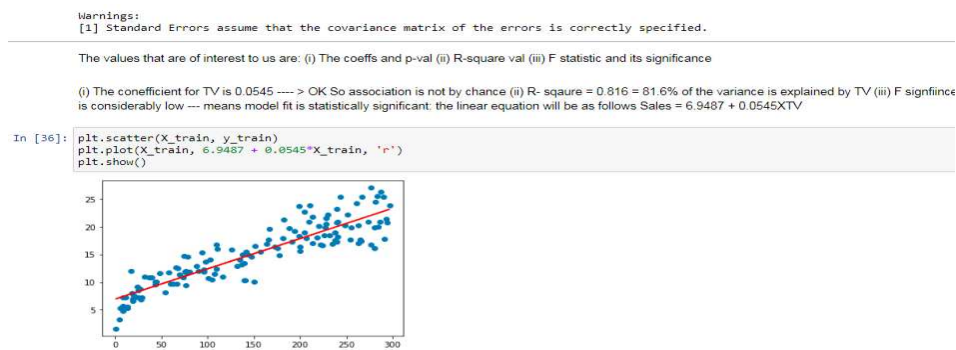 Warnings:
[1] Standard Errors assume that the covariance matrix of the errors is correctly specified.
The values that are of interest to us are: (i) The coeffs and p-val (ii) R-square val (iii) F statistic and its significance
(i) The conefficient for TV is 0.0545 ---- > OK So association is not by chance (ii) R- sqaure = 0.816 = 81.6% of the variance is explained by TV (iii) F signfiince
is considerably low --- means model fit is statistically significant: the linear equation will be as follows Sales = 6.9487 + 0.0545XTV
In [36]: plt.scatter(X_train, y_train)
plt.plot(X_train, 6.9487 + 0.0545*X_train, 'r')
plt.show()
25
20
15
10
5
0 50 100 150 200 250 300